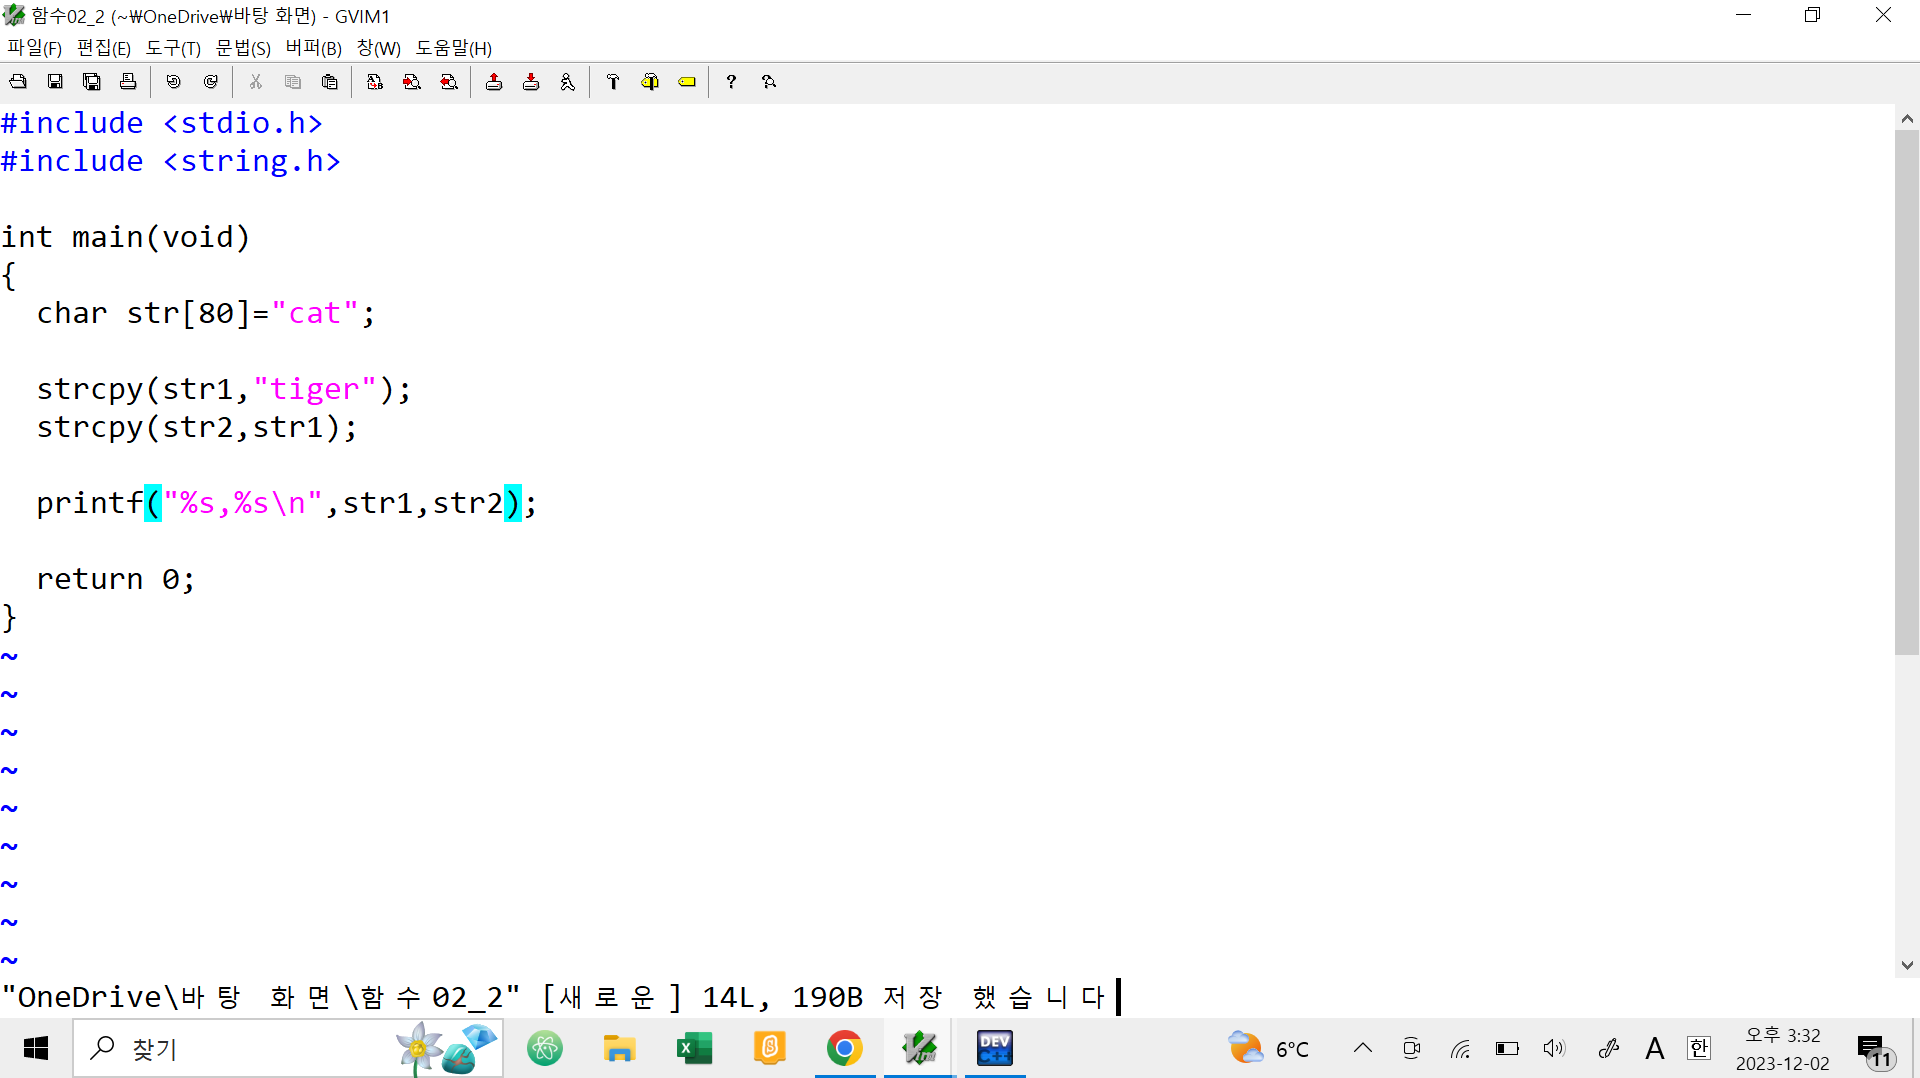 함수02_2 (~₩OneDrive₩바탕 화면) - GVIM1
파일(F) 편집(E) 도구(T) 문법(S) 버퍼(B) 창(W) 도움말(H)
#include <stdio.h>
#include <string.h>
int main(void)
{
  char str[80]="cat";
  strcpy(str1,"tiger");
  strcpy(str2,str1);
  printf("%s,%s\n",str1,str2);
  return 0;
}
~
~
~
~
~
~
~
~
~
"OneDrive\바탕 화면\함수02_2" [새로운] 14L, 190B 저장 했습니다
찾기
DEV C++
6°C
A
한
오후 3:32
2023-12-02
11